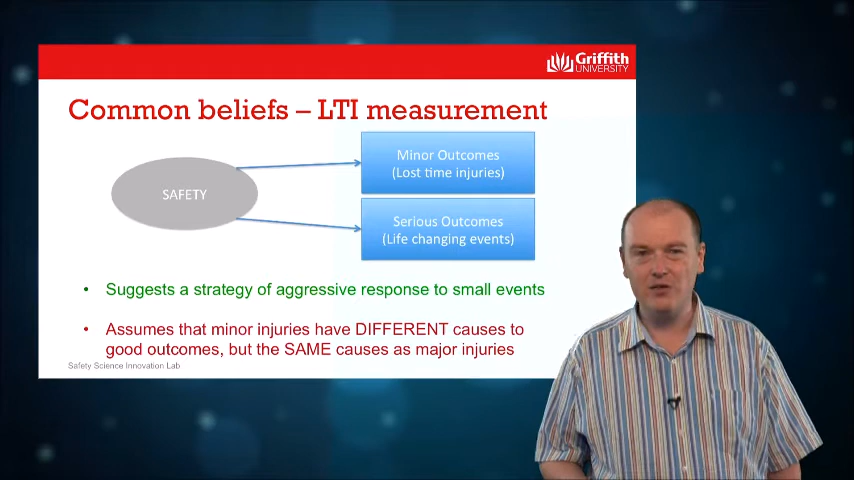 Griffith
UNIVERSITY
Common beliefs – LTI measurement
SAFETY
Minor Outcomes
(Lost time injuries)
Serious Outcomes
(Life changing events)
• Suggests a strategy of aggressive response to small events
• Assumes that minor injuries have DIFFERENT causes to
good outcomes, but the SAME causes as major injuries
Safety Science Innovation Lab